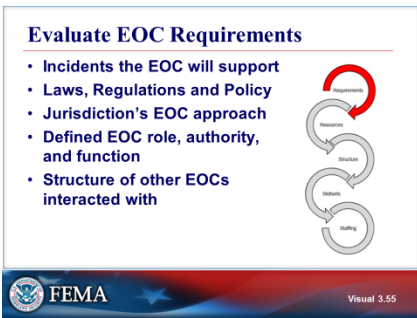 Evaluate EOC Requirements
• Incidents the EOC will support
• Laws, Regulations and Policy
• Jurisdiction's EOC approach
• Defined EOC role, authority,
and function
• Structure of other EOCs
interacted with
Requirements
Resources
Structure
Skillsets
Staffing
FEMA
Visual 3.55